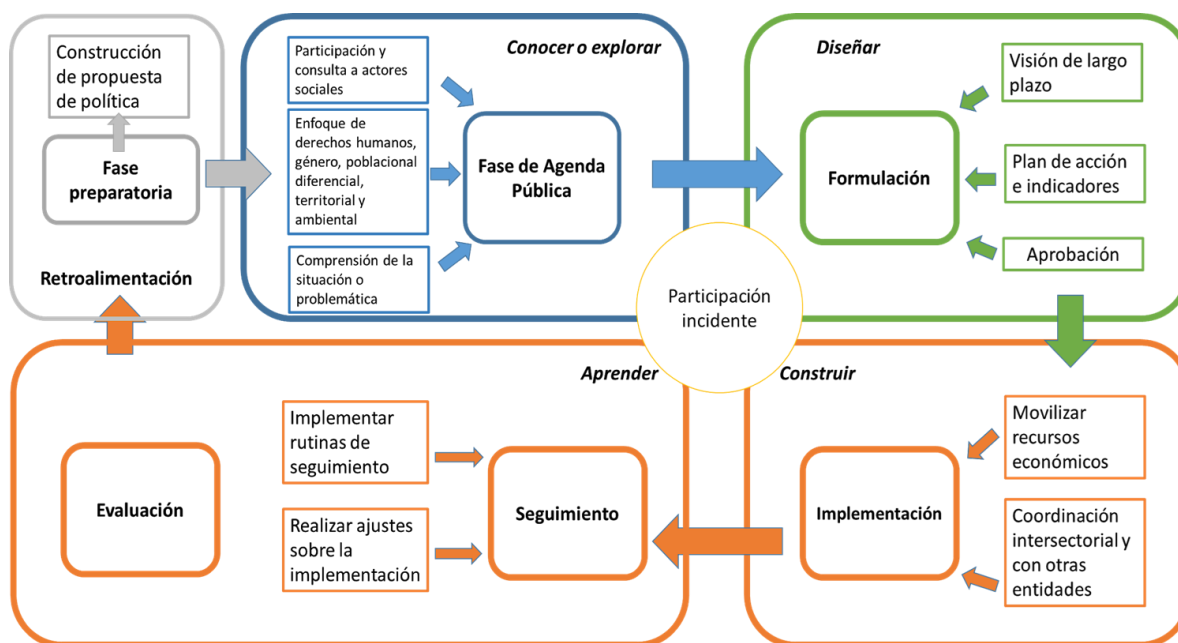 Construcción
de propuesta
de política
Fase
preparatoria
Retroalimentación
Conocer o explorar
Participación y
consulta a actores
sociales
Enfoque de
derechos humanos,
género, poblacional
diferencial,
territorial y
ambiental
Comprensión de la
situación o
problemática
Fase de Agenda
Pública
Diseñar
Formulación
Visión de largo
plazo
Plan de acción
e indicadores
Aprobación
Participación
incidente
Aprender
Evaluación
Implementar
rutinas de
seguimiento
Realizar ajustes
sobre la
implementación
Seguimiento
Construir
Implementación
Movilizar
recursos
económicos
Coordinación
intersectorial y
con otras
entidades